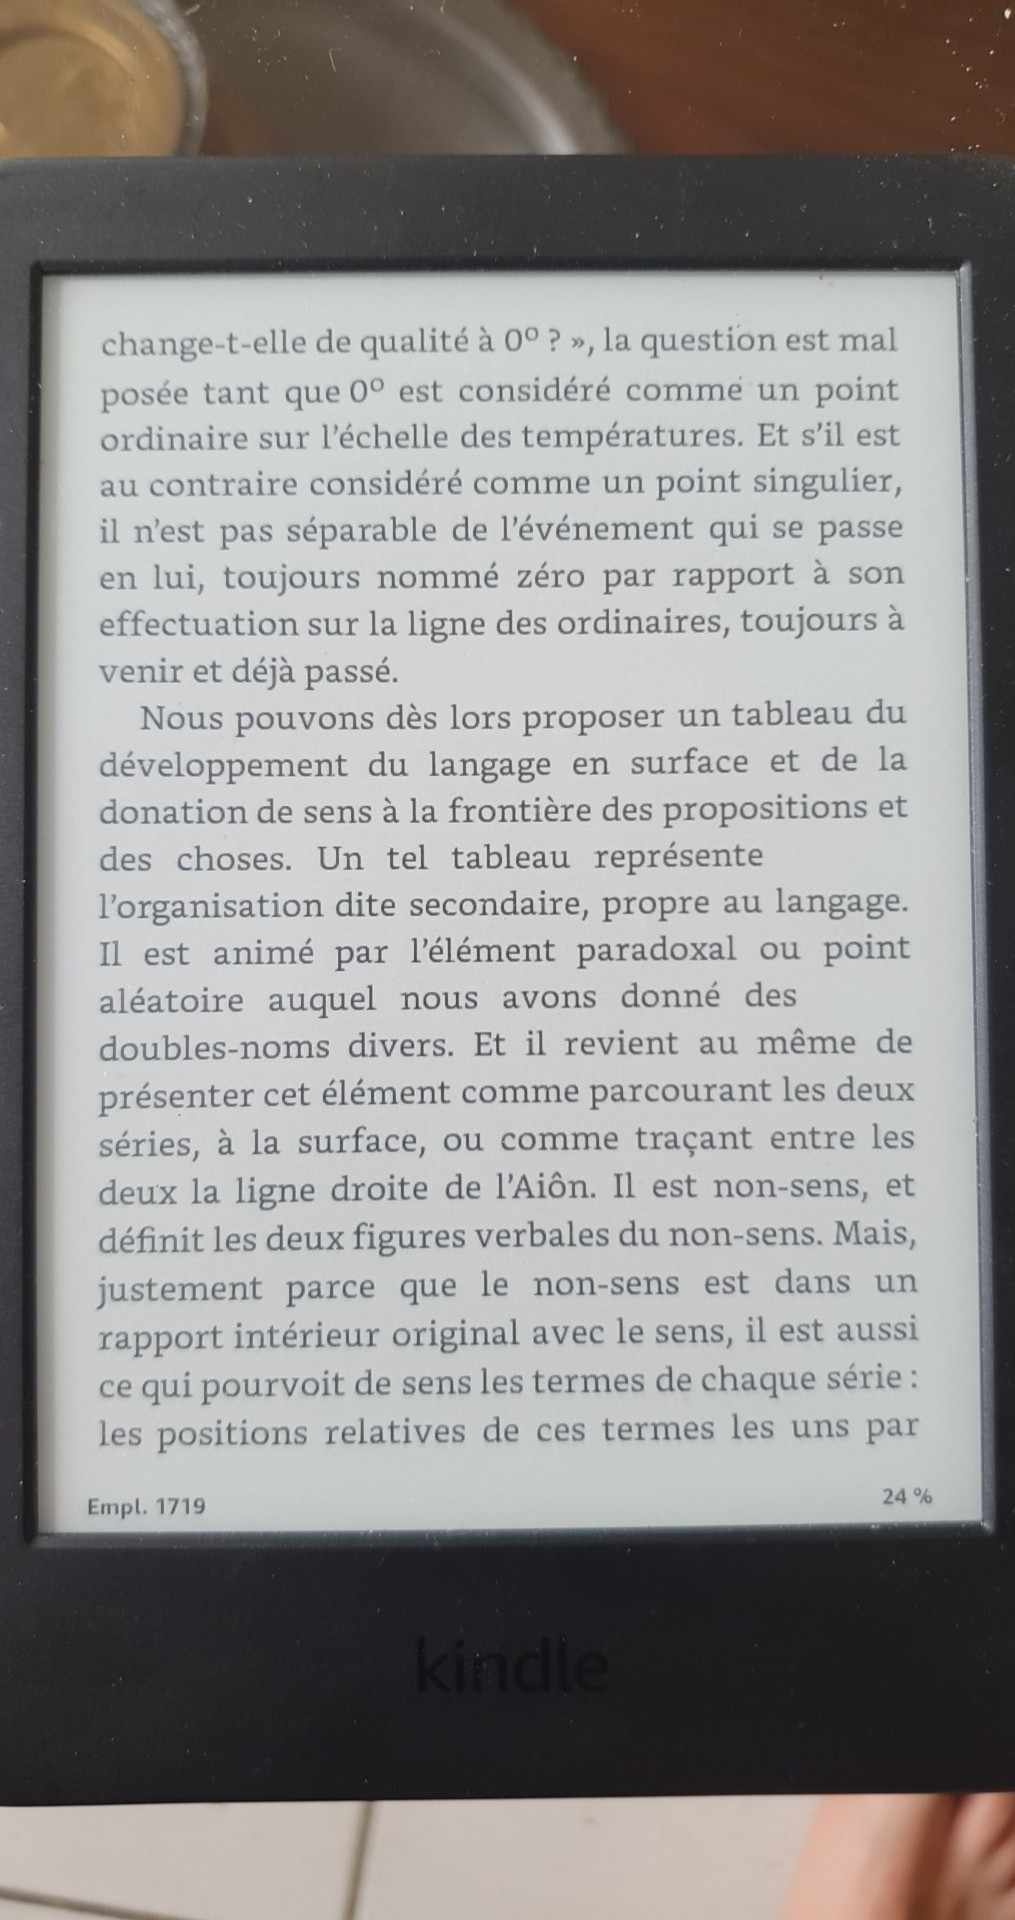 change-t-elle de qualité à 0º ? », la question est mal
posée tant que 0º est considéré comme un point
ordinaire sur l’échelle des températures. Et s’il est
au contraire considéré comme un point singulier,
il n’est pas séparable de l’événement qui se passe
en lui, toujours nommé zéro par rapport à son
effectuation sur la ligne des ordinaires, toujours à
venir et déjà passé.
Nous pouvons dès lors proposer un tableau du
développement du langage en surface et de la
donation de sens à la frontière des propositions et
des choses. Un tel tableau représente
l’organisation dite secondaire, propre au langage.
Il est animé par l’élément paradoxal ou point
aléatoire auquel nous avons donné des
doubles-noms divers. Et il revient au même de
présenter cet élément comme parcourant les deux
séries, à la surface, ou comme traçant entre les
deux la ligne droite de l’Aiôn. Il est non-sens, et
définit les deux figures verbales du non-sens. Mais,
justement parce que le non-sens est dans un
rapport intérieur original avec le sens, il est aussi
ce qui pourvoit de sens les termes de chaque série :
les positions relatives de ces termes les uns par
Empl. 1719
24 %
kindle